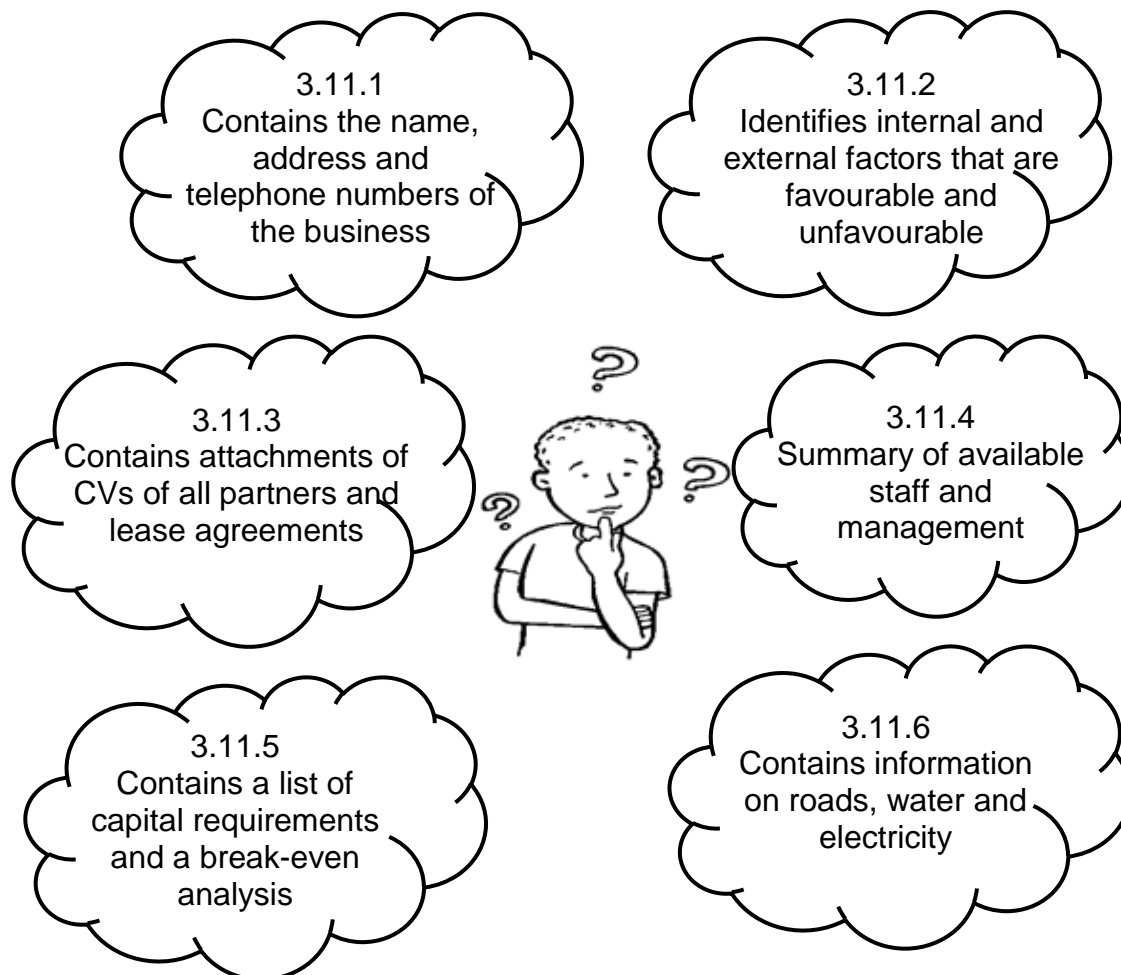 3.11.1
Contains the name,
address and
telephone numbers of
the business
3.11.2
Identifies internal and
external factors that are
favourable and
unfavourable
3.11.3
Contains attachments of
CVs of all partners and
lease agreements
?
?
?
3.11.4
Summary of available
staff and
management
3.11.5
Contains a list of
capital requirements
and a break-even
analysis
3.11.6
Contains information
on roads, water and
electricity